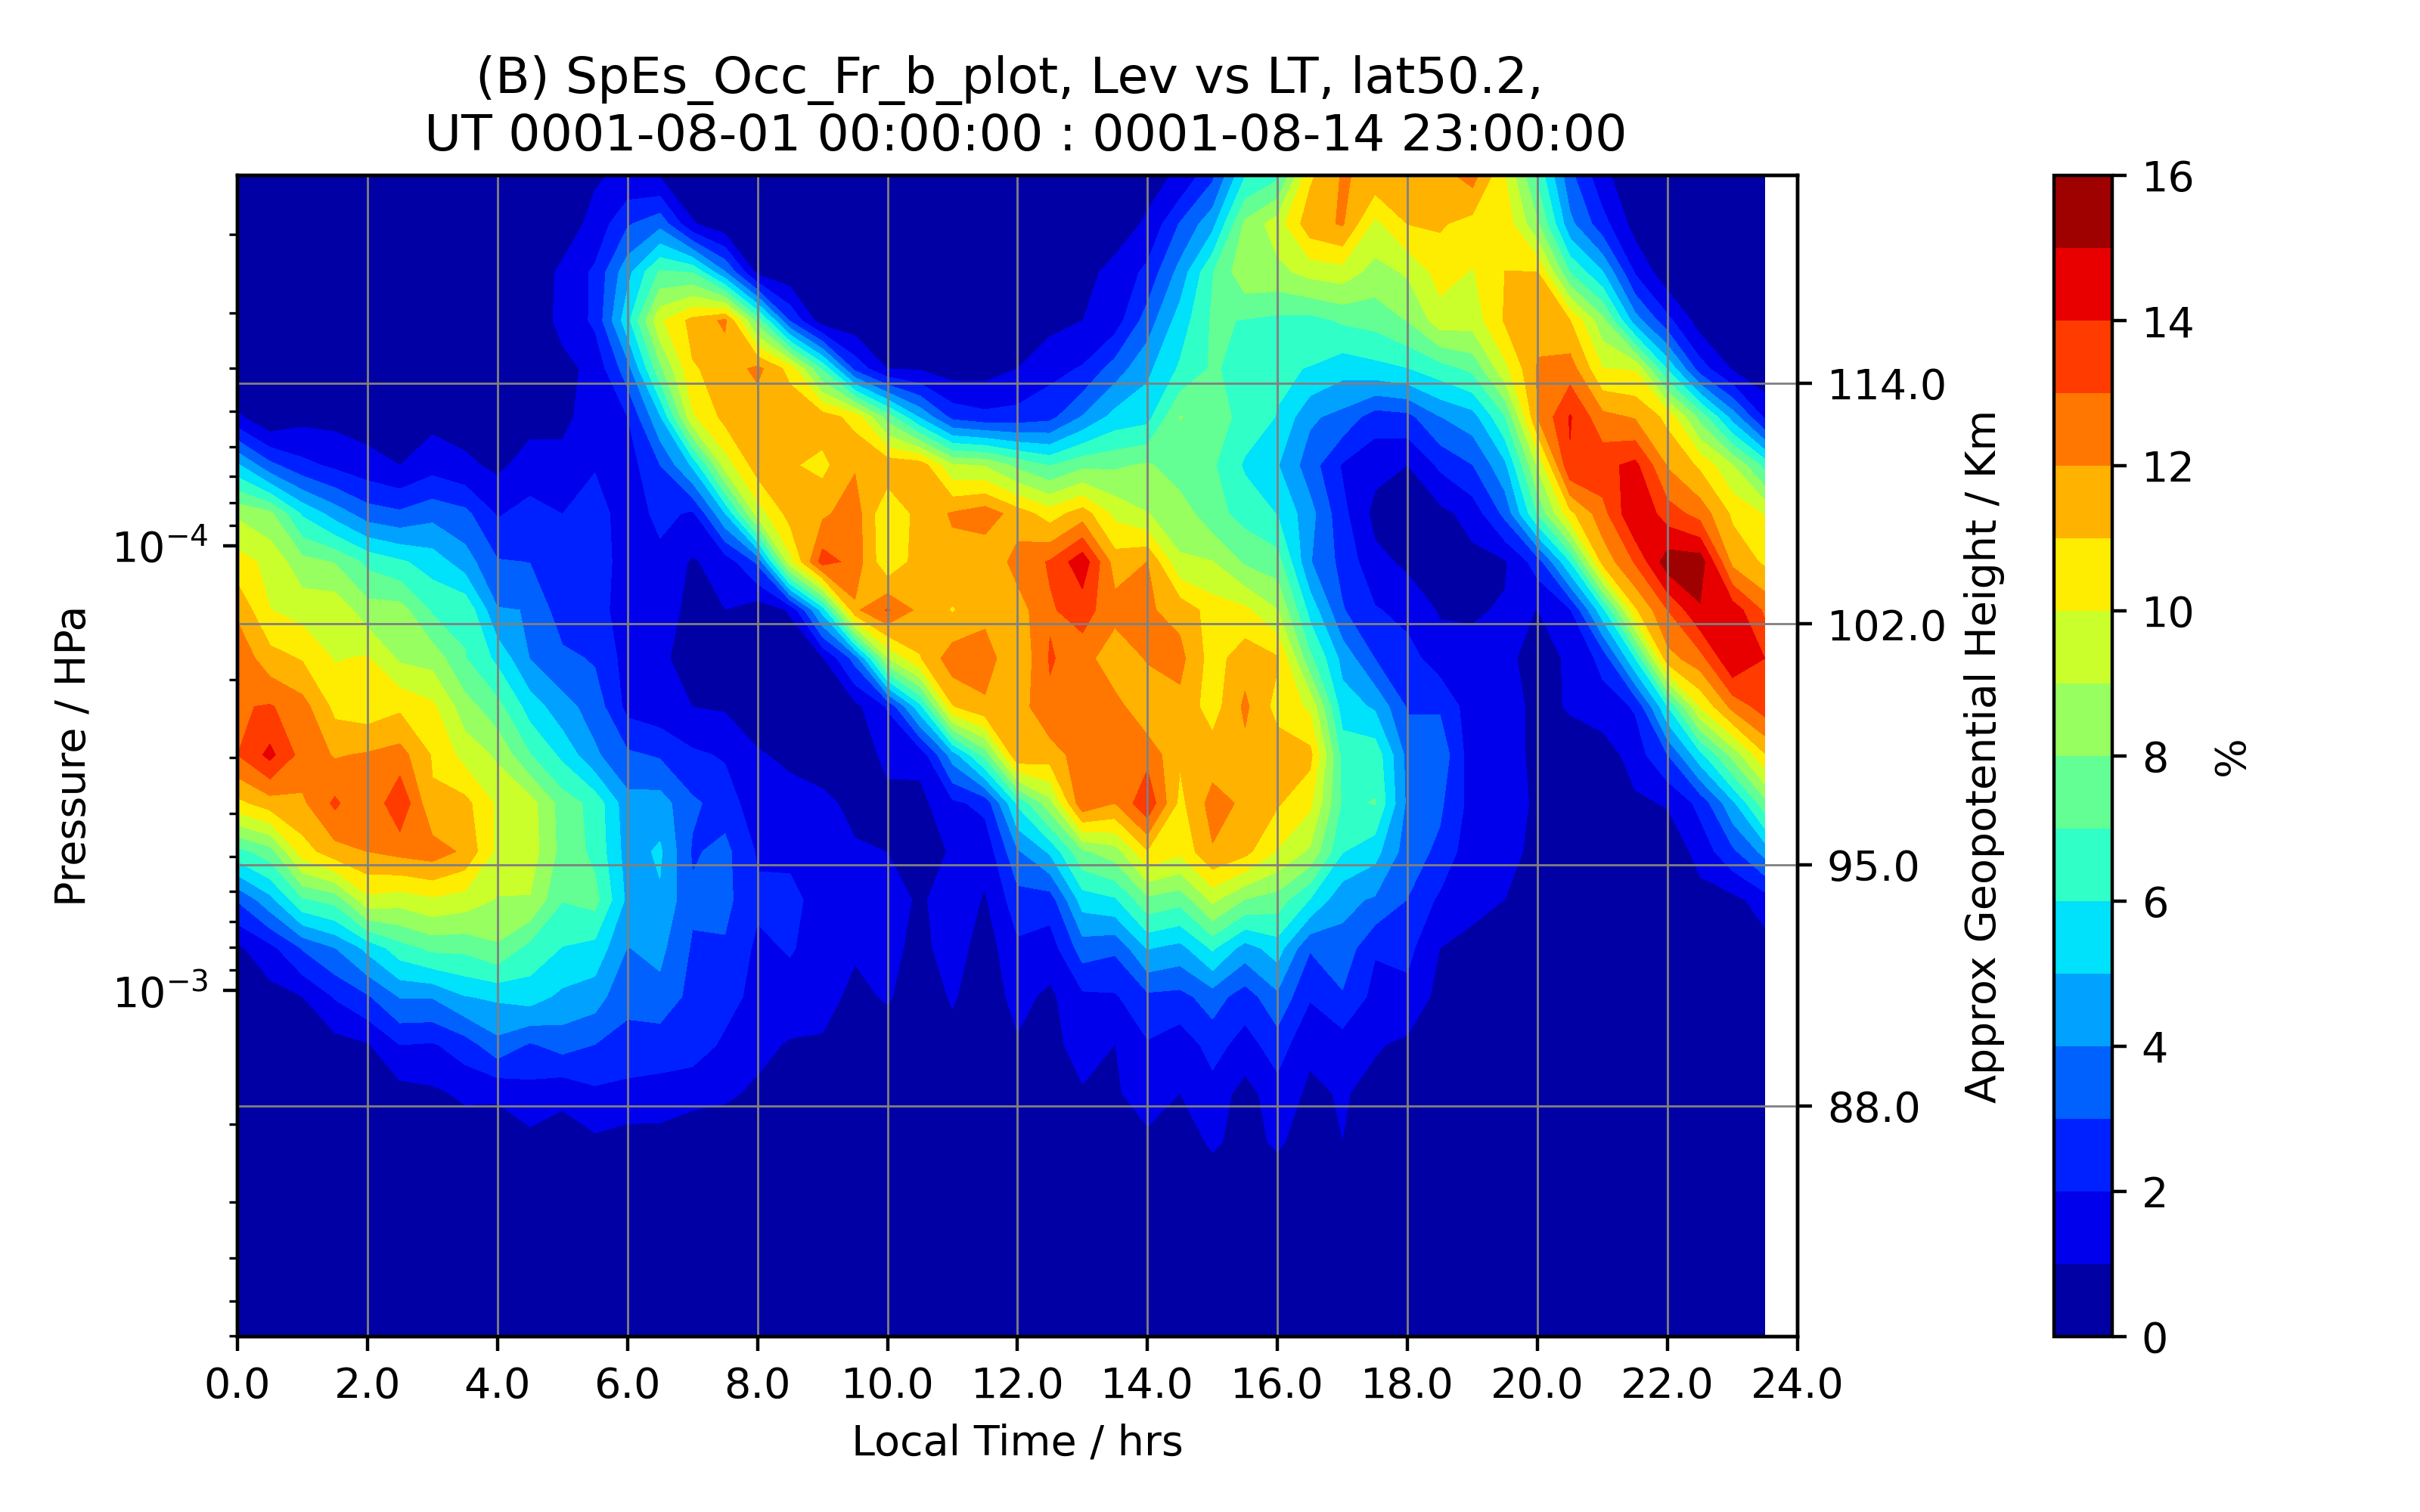 (B) SpEs_Occ_Fr_b_plot, Lev vs LT, lat50.2,
UT 0001-08-01 00:00:00 : 0001-08-14 23:00:00
Pressure / HPa
10⁻⁴
10⁻³
0.0 2.0 4.0 6.0 8.0 10.0 12.0 14.0 16.0 18.0 20.0 22.0 24.0
Local Time / hrs
114.0
102.0
95.0
88.0
Approx Geopotential Height / Km
16
14
12
10
8
6
4
2
0
%